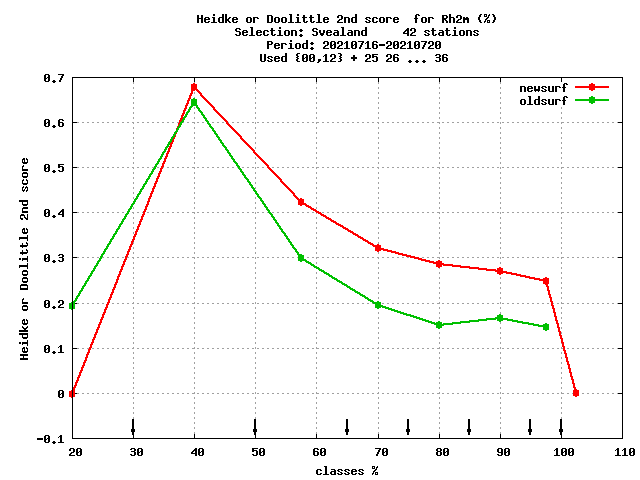 Heidke or Doolittle 2nd score  for Rh2m (%)
Selection: Svealand     42 stations
Period: 20210716-20210720
Used {00,12} + 25 26 ... 36
newsurf
oldsurf
Heidke or Doolittle 2nd score
0.7
0.6
0.5
0.4
0.3
0.2
0.1
0
-0.1
20 30 40 50 60 70 80 90 100 110
classes %